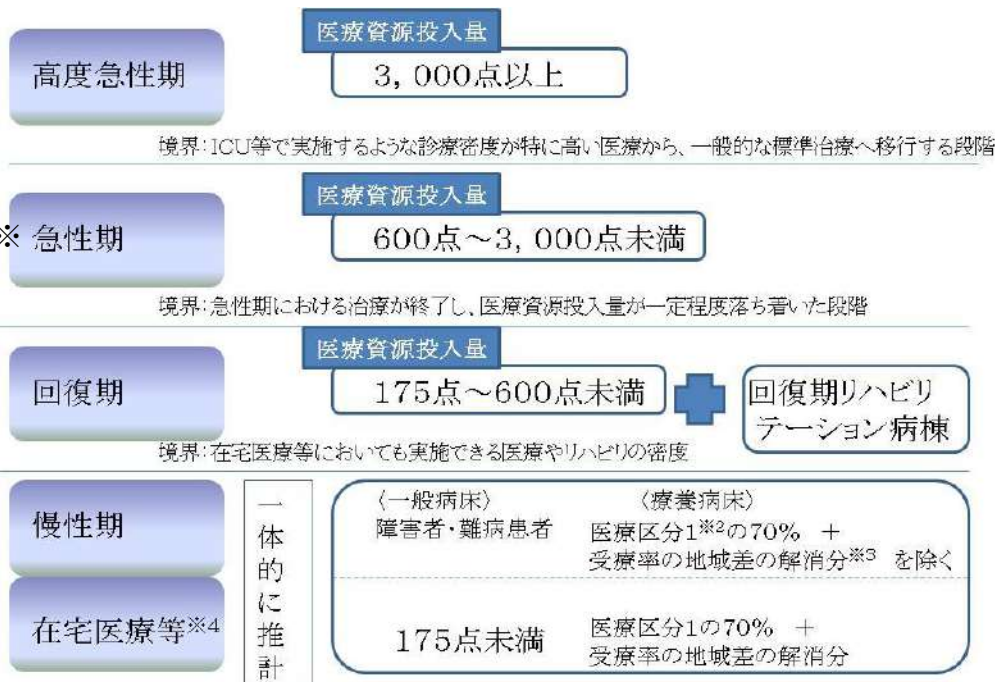 高度急性期
医療資源投入量
3,000点以上
境界:ICU等で実施するような診療密度が特に高い医療から、一般的な標準治療へ移行する段階
※
急性期
医療資源投入量
600点～3,000点未満
境界:急性期における治療が終了し、医療資源投入量が一定程度落ち着いた段階
回復期
医療資源投入量
175点～600点未満
回復期リハビリ
テーション病棟
境界:在宅医療等においても実施できる医療やリハビリの密度
慢性期
在宅医療等※4
一体的に推計
〈一般病床〉
障害者・難病患者
〈療養病床〉
医療区分1※2の70% +
受療率の地域差の解消分※3 を除く
175点未満
医療区分1の70% +
受療率の地域差の解消分